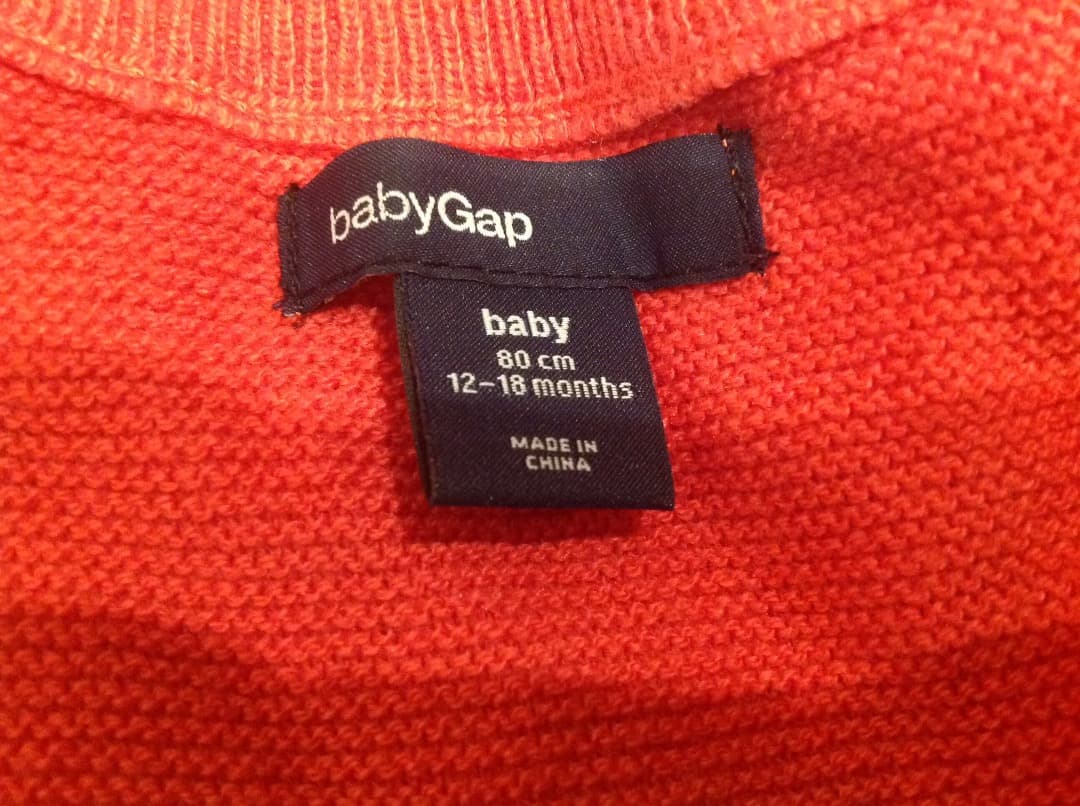 babyGap
baby
80 cm
12-18 months
MADE IN
CHINA